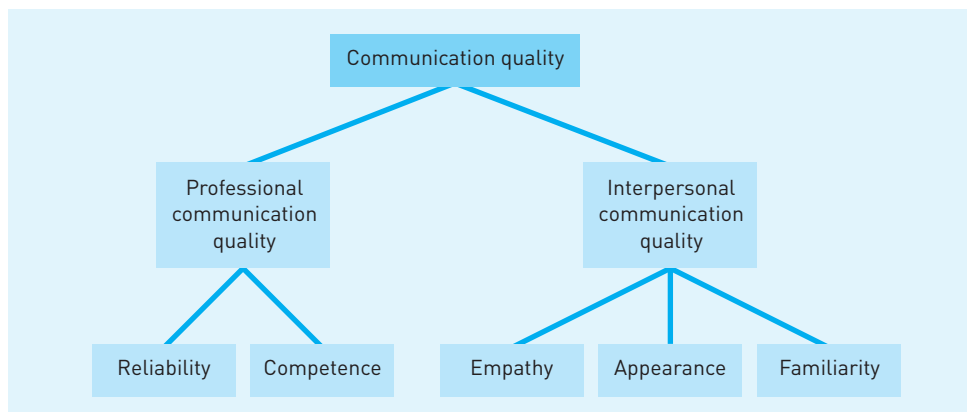 Communication quality
Professional
communication
quality
Interpersonal
communication
quality
Reliability
Competence
Empathy
Appearance
Familiarity